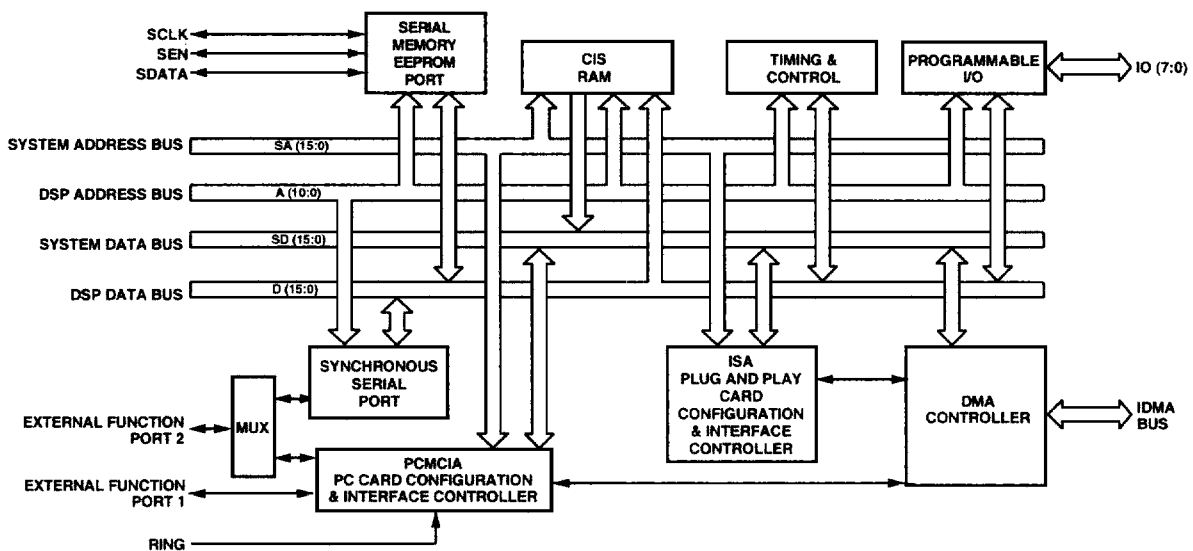 SCLK
SEN
SDATA
SERIAL
MEMORY
EEPROM
PORT
CIS
RAM
TIMING &
CONTROL
PROGRAMMABLE
I/O
IO (7:0)
SYSTEM ADDRESS BUS
SA (15:0)
DSP ADDRESS BUS
A (10:0)
SYSTEM DATA BUS
SD (15:0)
DSP DATA BUS
D (15:0)
SYNCHRONOUS
SERIAL
PORT
ISA
PLUG AND PLAY
CARD
CONFIGURATION
& INTERFACE
CONTROLLER
DMA
CONTROLLER
IDMA
BUS
EXTERNAL FUNCTION
PORT 2
MUX
PCMCIA
PC CARD CONFIGURATION
& INTERFACE CONTROLLER
EXTERNAL FUNCTION
PORT 1
RING